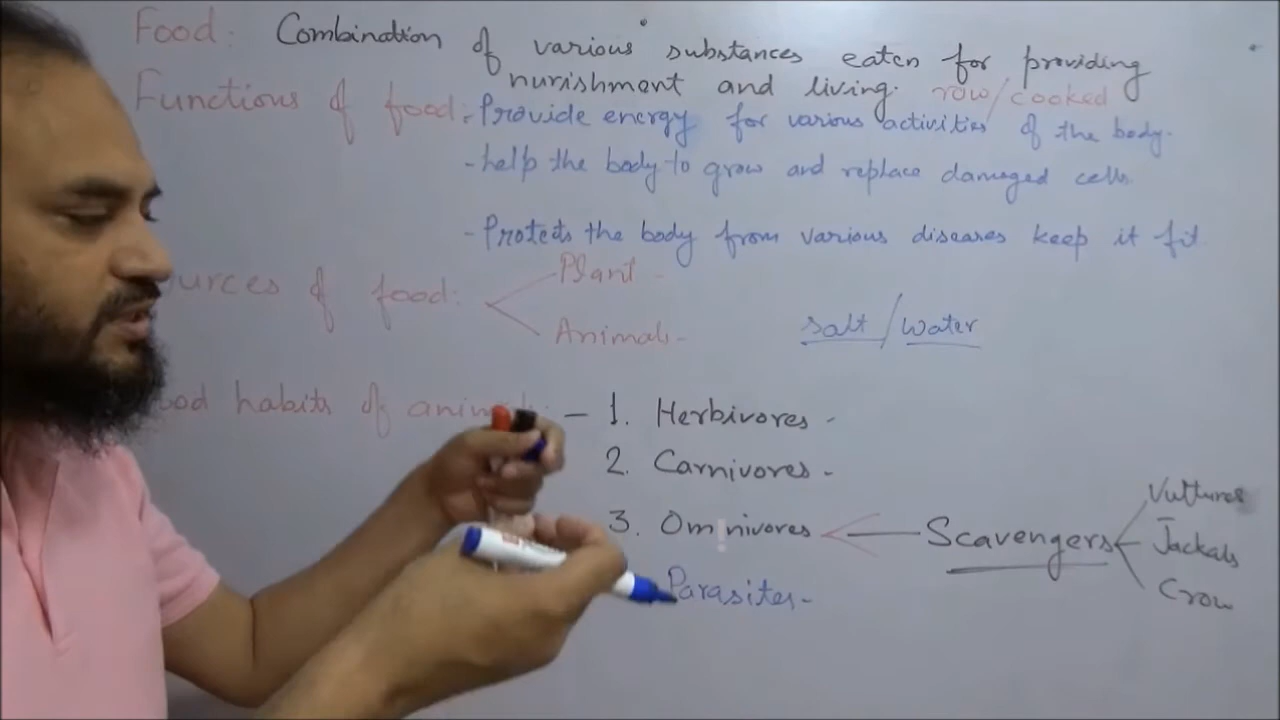 Food: Combination of various substances eaten for providing
nurishment and living. row/cooked
Functions of food: - Provide energy for various activities of the body.
- help the body to grow and replace damaged cells.
- Protects the body from various diseases keep it fit
ources of food:
Plant -
Animals -
salt / water
ood habits of anim
- 1. Herbivores -
2. Carnivores -
3. Omnivores
Scavengers
Vultures
Jackals
Crow
Parasites -